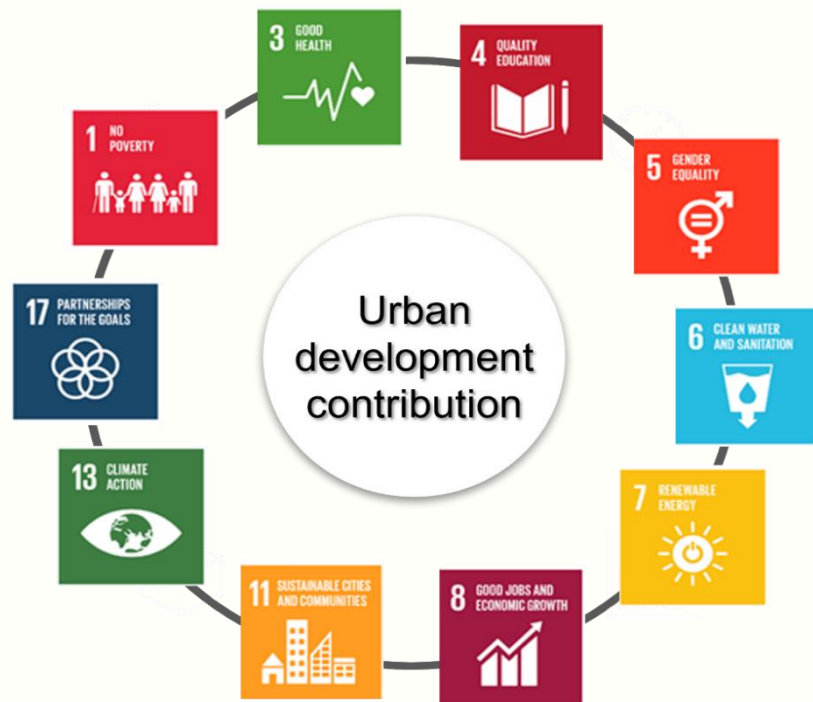 3 GOOD
HEALTH
4 QUALITY
EDUCATION
1 NO
POVERTY
5 GENDER
EQUALITY
17 PARTNERSHIPS
FOR THE GOALS
Urban
development
contribution
6 CLEAN WATER
AND SANITATION
13 CLIMATE
ACTION
7 RENEWABLE
ENERGY
11 SUSTAINABLE CITIES
AND COMMUNITIES
8 GOOD JOBS AND
ECONOMIC GROWTH